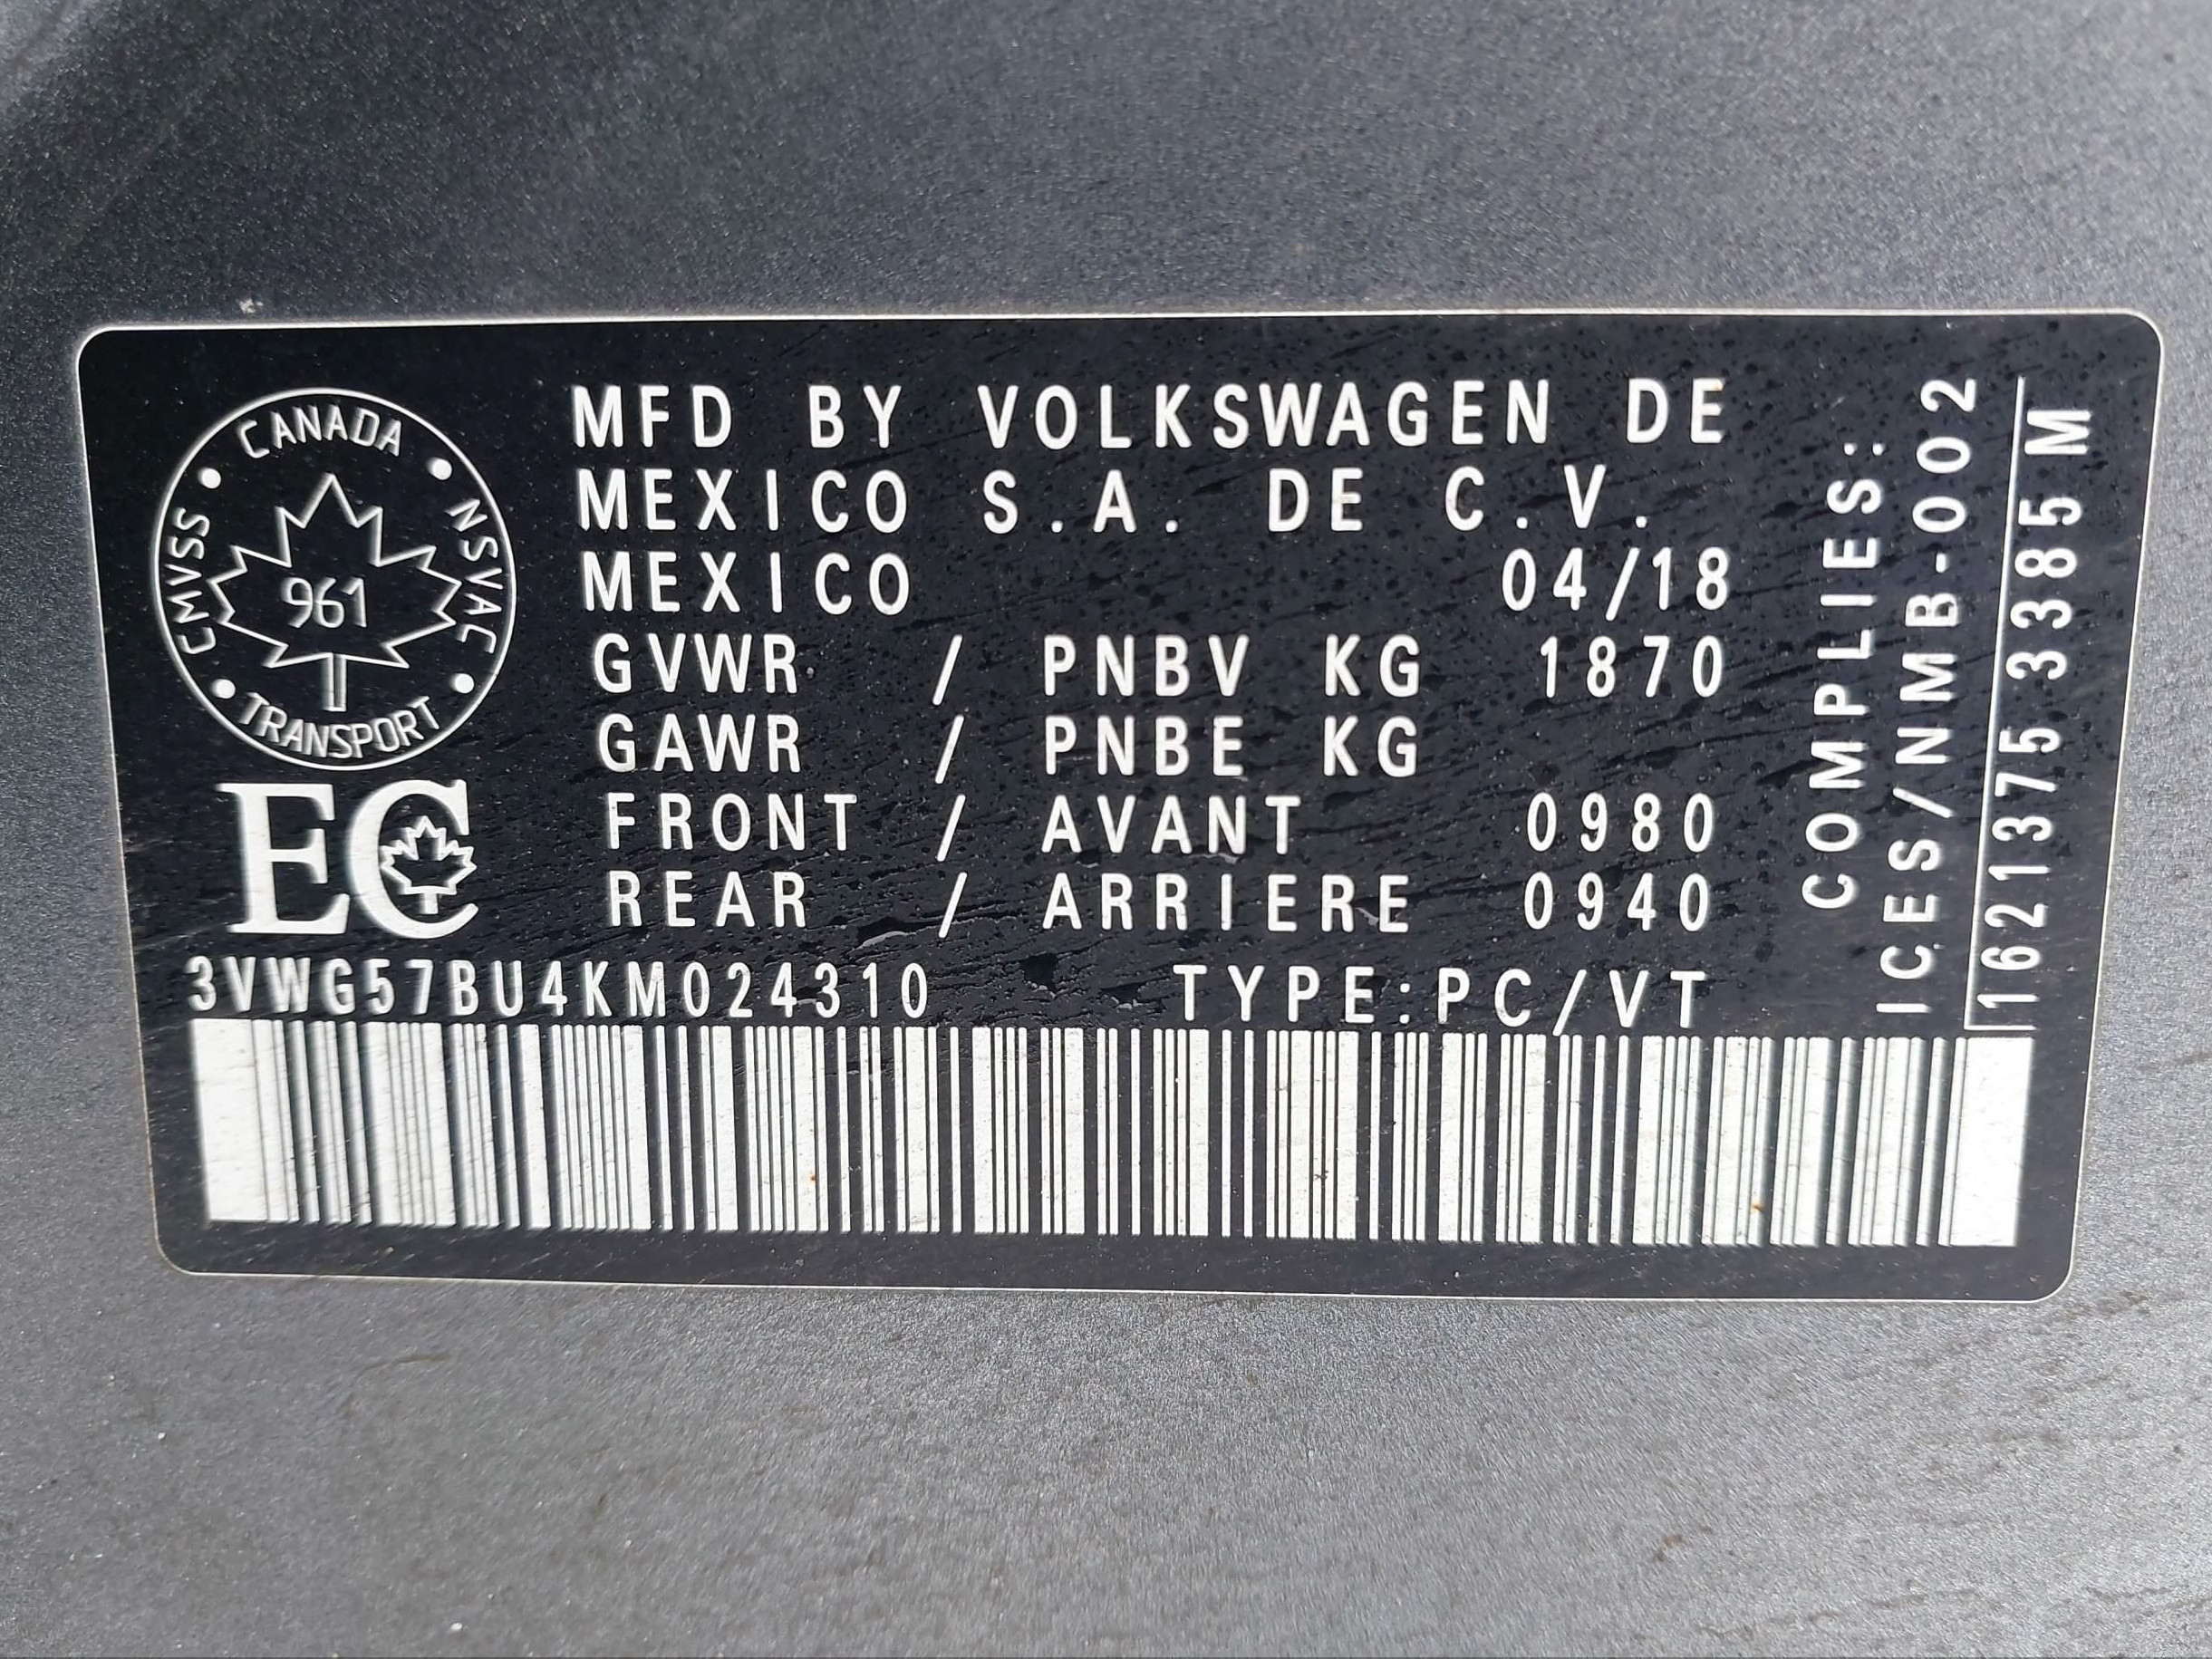 CANADA
NSVAC
CMVSS
961
TRANSPORT
EC
MFD BY VOLKSWAGEN DE
MEXICO S.A. DE C.V.
MEXICO 04/18
GVWR / PNBV KG 1870
GAWR / PNBE KG
FRONT / AVANT 0980
REAR / ARRIERE 0940
3VWG57BU4KM024310 TYPE:PC/VT
COMPLIES:
ICES/NMB-002
1621375 3385 M